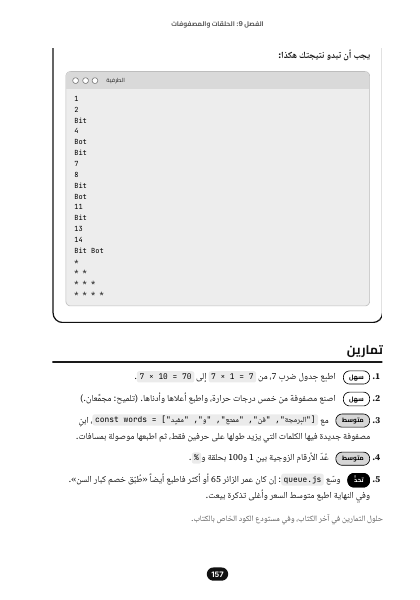 الفصل 9: الحلقات والمصفوفات
يجب أن تبدو نتيجتك هكذا:
الطرفية
1
2
Bit
4
Bot
Bit
7
8
Bit
Bot
11
Bit
13
14
Bit Bot
*
* *
* * *
* * * *
تمارين
1. سهل اطبع جدول ضرب 7، من 7 × 1 = 7 إلى 7 × 10 = 70.
2. سهل اصنع مصفوفة من خمس درجات حرارة، واطبع أعلاها وأدناها. (تلميح: مجمّعان.)
3. متوسط مع const words = ["البرمجة", "فن", "ممتع", "و", "مفيد"]، ابنِ
مصفوفة جديدة فيها الكلمات التي يزيد طولها على حرفين فقط، ثم اطبعها موصولة بمسافات.
4. متوسط عُدّ الأرقام الزوجية بين 1 و100 بحلقة و %.
5. تحدٍّ وسّع queue.js: إن كان عمر الزائر 65 أو أكثر فاطبع أيضاً «طُبّق خصم كبار السن».
وفي النهاية اطبع متوسط السعر وأغلى تذكرة بيعت.
حلول التمارين في آخر الكتاب، وفي مستودع الكود الخاص بالكتاب.
157